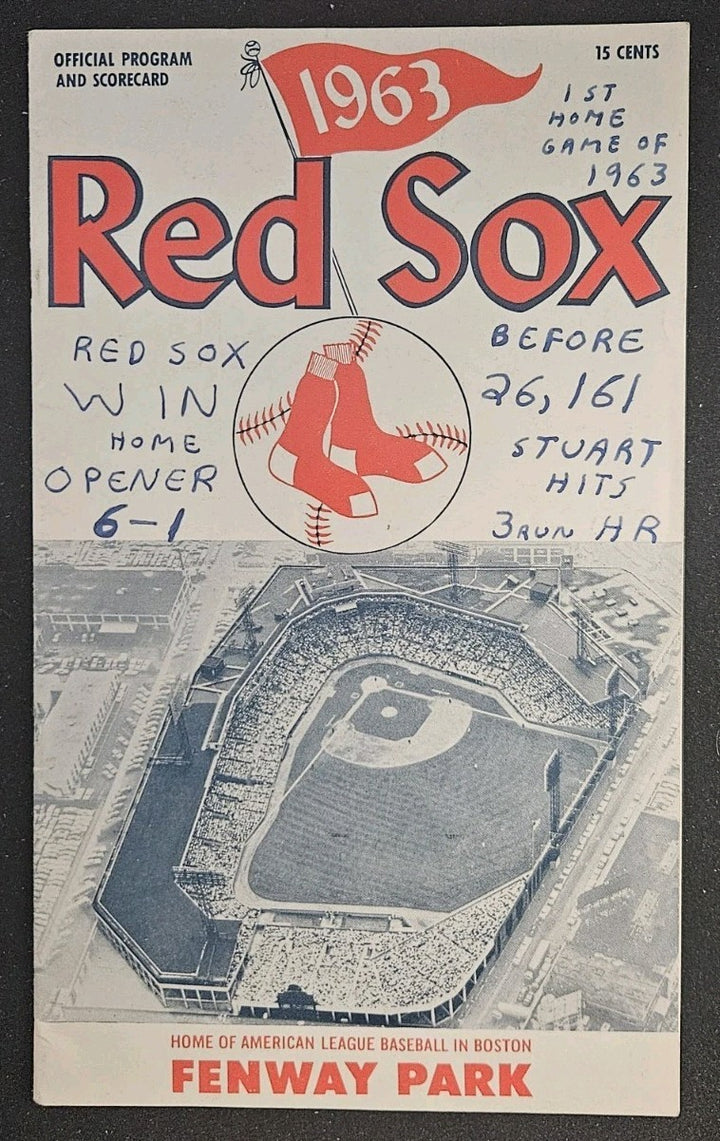 OFFICIAL PROGRAM
AND SCORECARD
15 CENTS
1963
1ST
HOME
GAME OF
1963
Red Sox
RED SOX
WIN
HOME
OPENER
6-1
BEFORE
26,161
STUART
HITS
3RUN HR
HOME OF AMERICAN LEAGUE BASEBALL IN BOSTON
FENWAY PARK